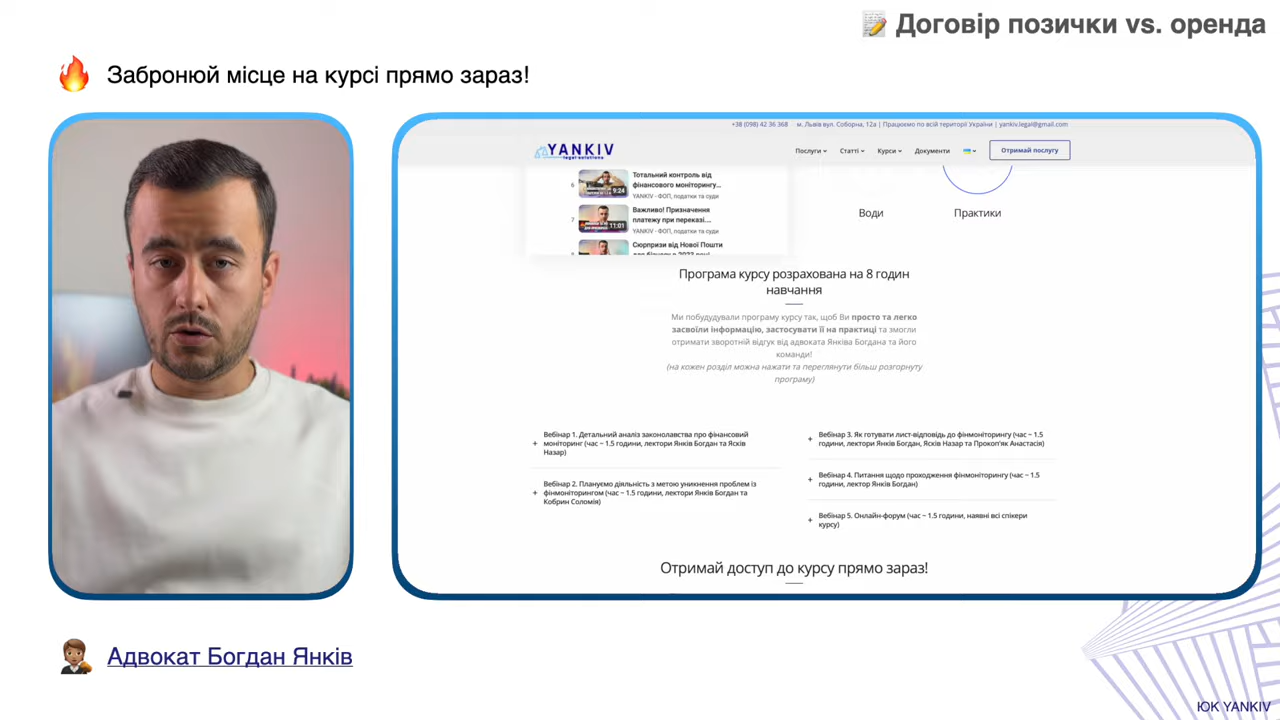 Договір позички vs. оренда
Забронюй місце на курсі прямо зараз!
+38 (098) 42 36 368
м. Львів вул. Соборна, 12а | Працюємо по всій території України | yankiv.legal@gmail.com
YANKIV
legal solutions
Послуги
Статті
Курси
Документи
Отримай послугу
6
9:24
Тотальний контроль від
фінансового моніторингу...
YANKIV - ФОП, податки та суди
7
11:01
Важливо! Призначення
платежу при переказі....
YANKIV - ФОП, податки та суди
Сюрпризи від Нової Пошти
Води
Практики
Програма курсу розрахована на 8 годин
навчання
Ми побудудували програму курсу так, щоб Ви просто та легко
засвоїли інформацію, застосувати її на практиці та змогли
отримати зворотній відгук від адвоката Янківа Богдана та його
команди!
(на кожен розділ можна нажати та переглянути більш розгорнуту
програму)
+ Вебінар 1. Детальний аналіз законолавства про фінансовий
моніторинг (час ~ 1.5 години, лектори Янків Богдан та Ясків
Назар)
+ Вебінар 2. Плануємо діяльність з метою уникнення проблем із
фінмоніторингом (час ~ 1.5 години, лектори Янків Богдан та
Кобрин Соломія)
+ Вебінар 3. Як готувати лист-відповідь до фінмоніторингу (час ~ 1.5
години, лектори Янків Богдан, Ясків Назар та Прокоп'як Анастасія)
+ Вебінар 4. Питання щодо проходження фінмоніторингу (час ~ 1.5
години, лектор Янків Богдан)
+ Вебінар 5. Онлайн-форум (час ~ 1.5 години, наявні всі спікери
курсу)
Отримай доступ до курсу прямо зараз!
Адвокат Богдан Янків
ЮК YANKIV